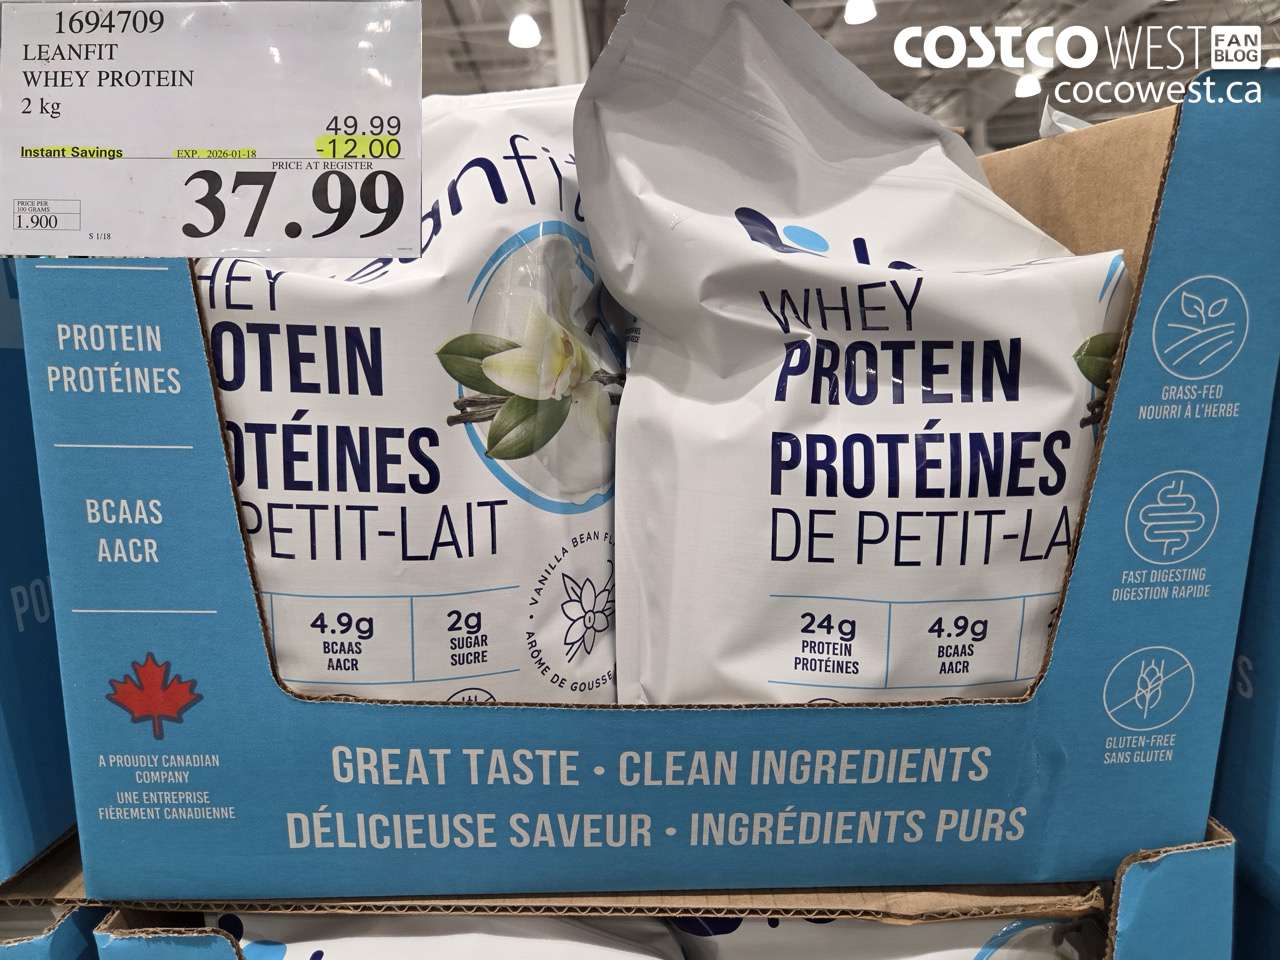 1694709
LEANFIT
WHEY PROTEIN
2 kg
49.99
Instant Savings EXP. 2026-01-18 -12.00
PRICE AT REGISTER
37.99
PRICE PER
100 GRAMS
1.900
S 1/18
COSTCO WEST FAN BLOG
cocowest.ca
PROTEIN
PROTÉINES
BCAAS
AACR
A PROUDLY CANADIAN
COMPANY
UNE ENTREPRISE
FIÈREMENT CANADIENNE
anfi
HEY
OTEIN
OTÉINES
PETIT-LAIT
4.9g
BCAAS
AACR
2g
SUGAR
SUCRE
VANILLA BEAN FL
ARÔME DE GOUSSE
WHEY
PROTEIN
PROTÉINES
DE PETIT-LA
24g
PROTEIN
PROTÉINES
4.9g
BCAAS
AACR
GRASS-FED
NOURRI À L'HERBE
FAST DIGESTING
DIGESTION RAPIDE
GLUTEN-FREE
SANS GLUTEN
GREAT TASTE • CLEAN INGREDIENTS
DÉLICIEUSE SAVEUR • INGRÉDIENTS PURS